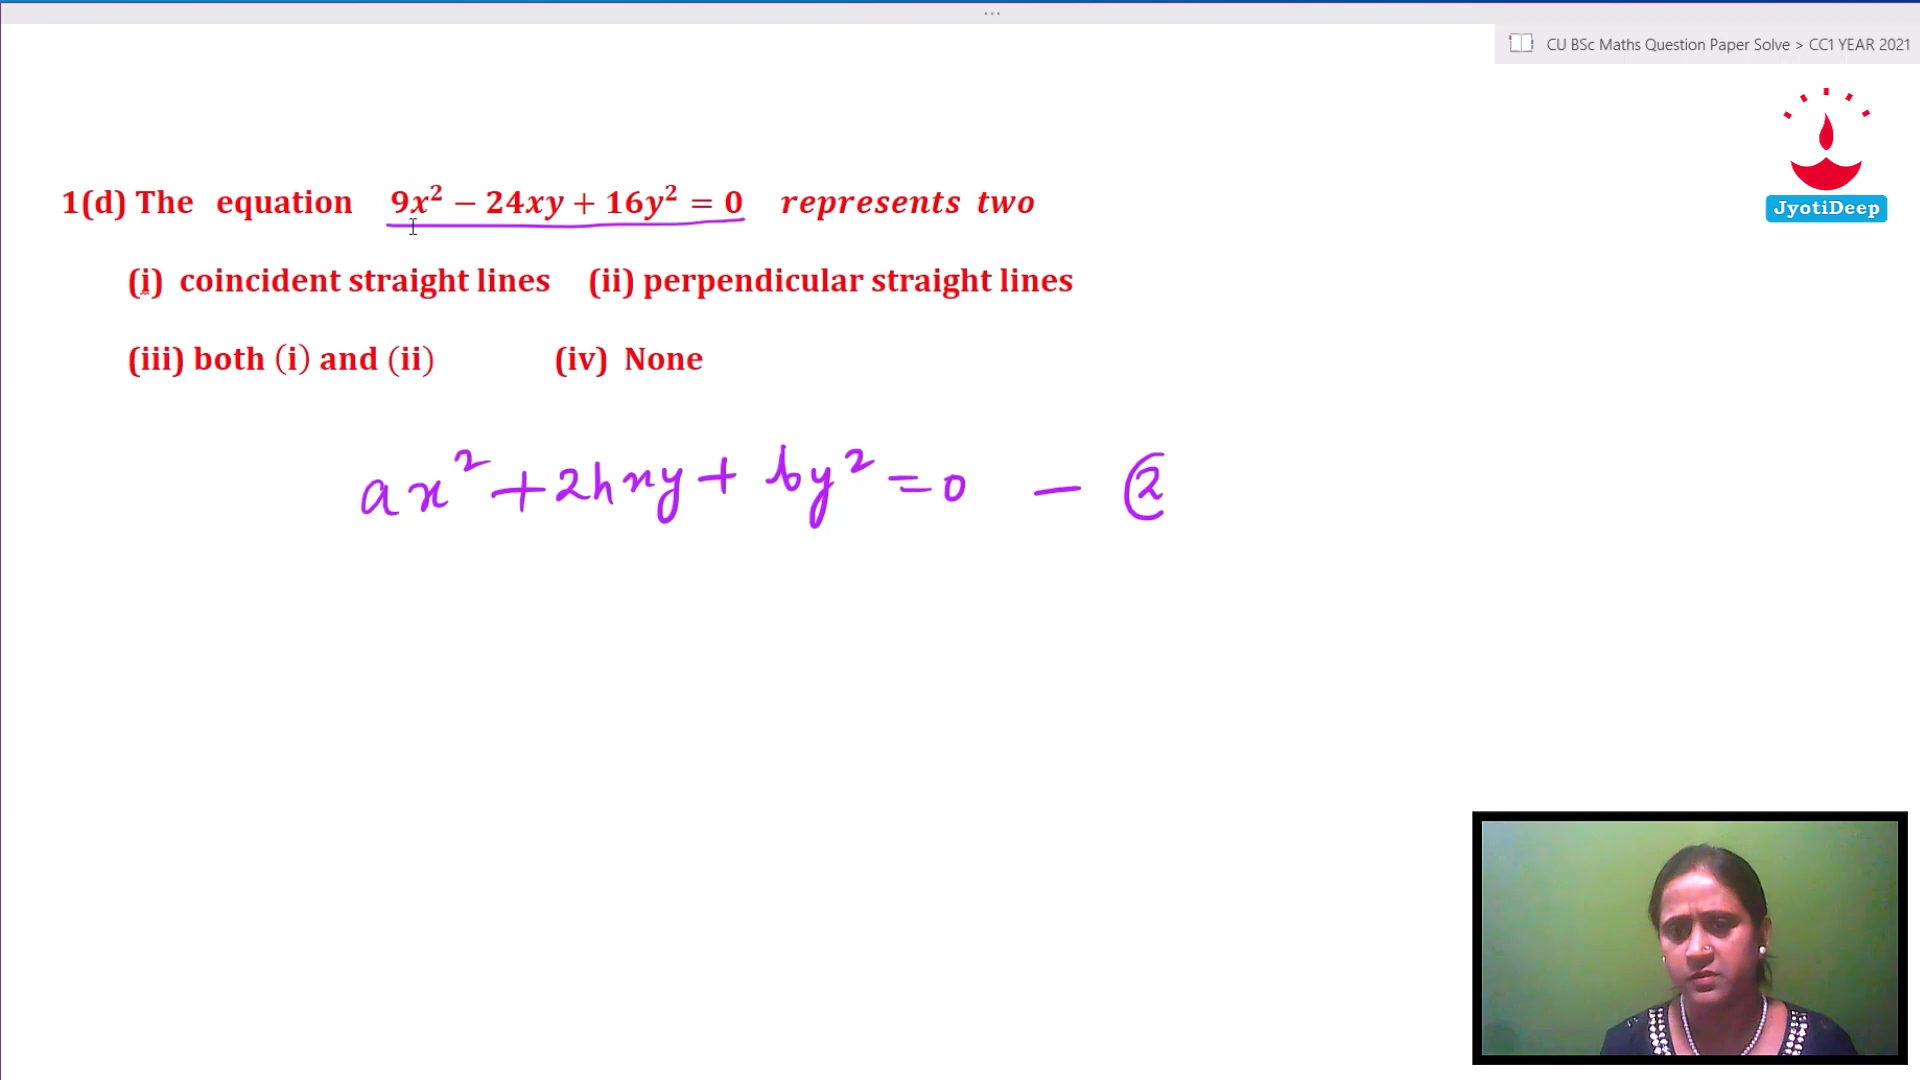 ...
CU BSc Maths Question Paper Solve > CC1 YEAR 2021
JyotiDeep
1(d) The equation 9x² − 24xy + 16y² = 0 represents two
(i) coincident straight lines (ii) perpendicular straight lines
(iii) both (i) and (ii) (iv) None
ax² + 2hxy + by² = 0 — ②